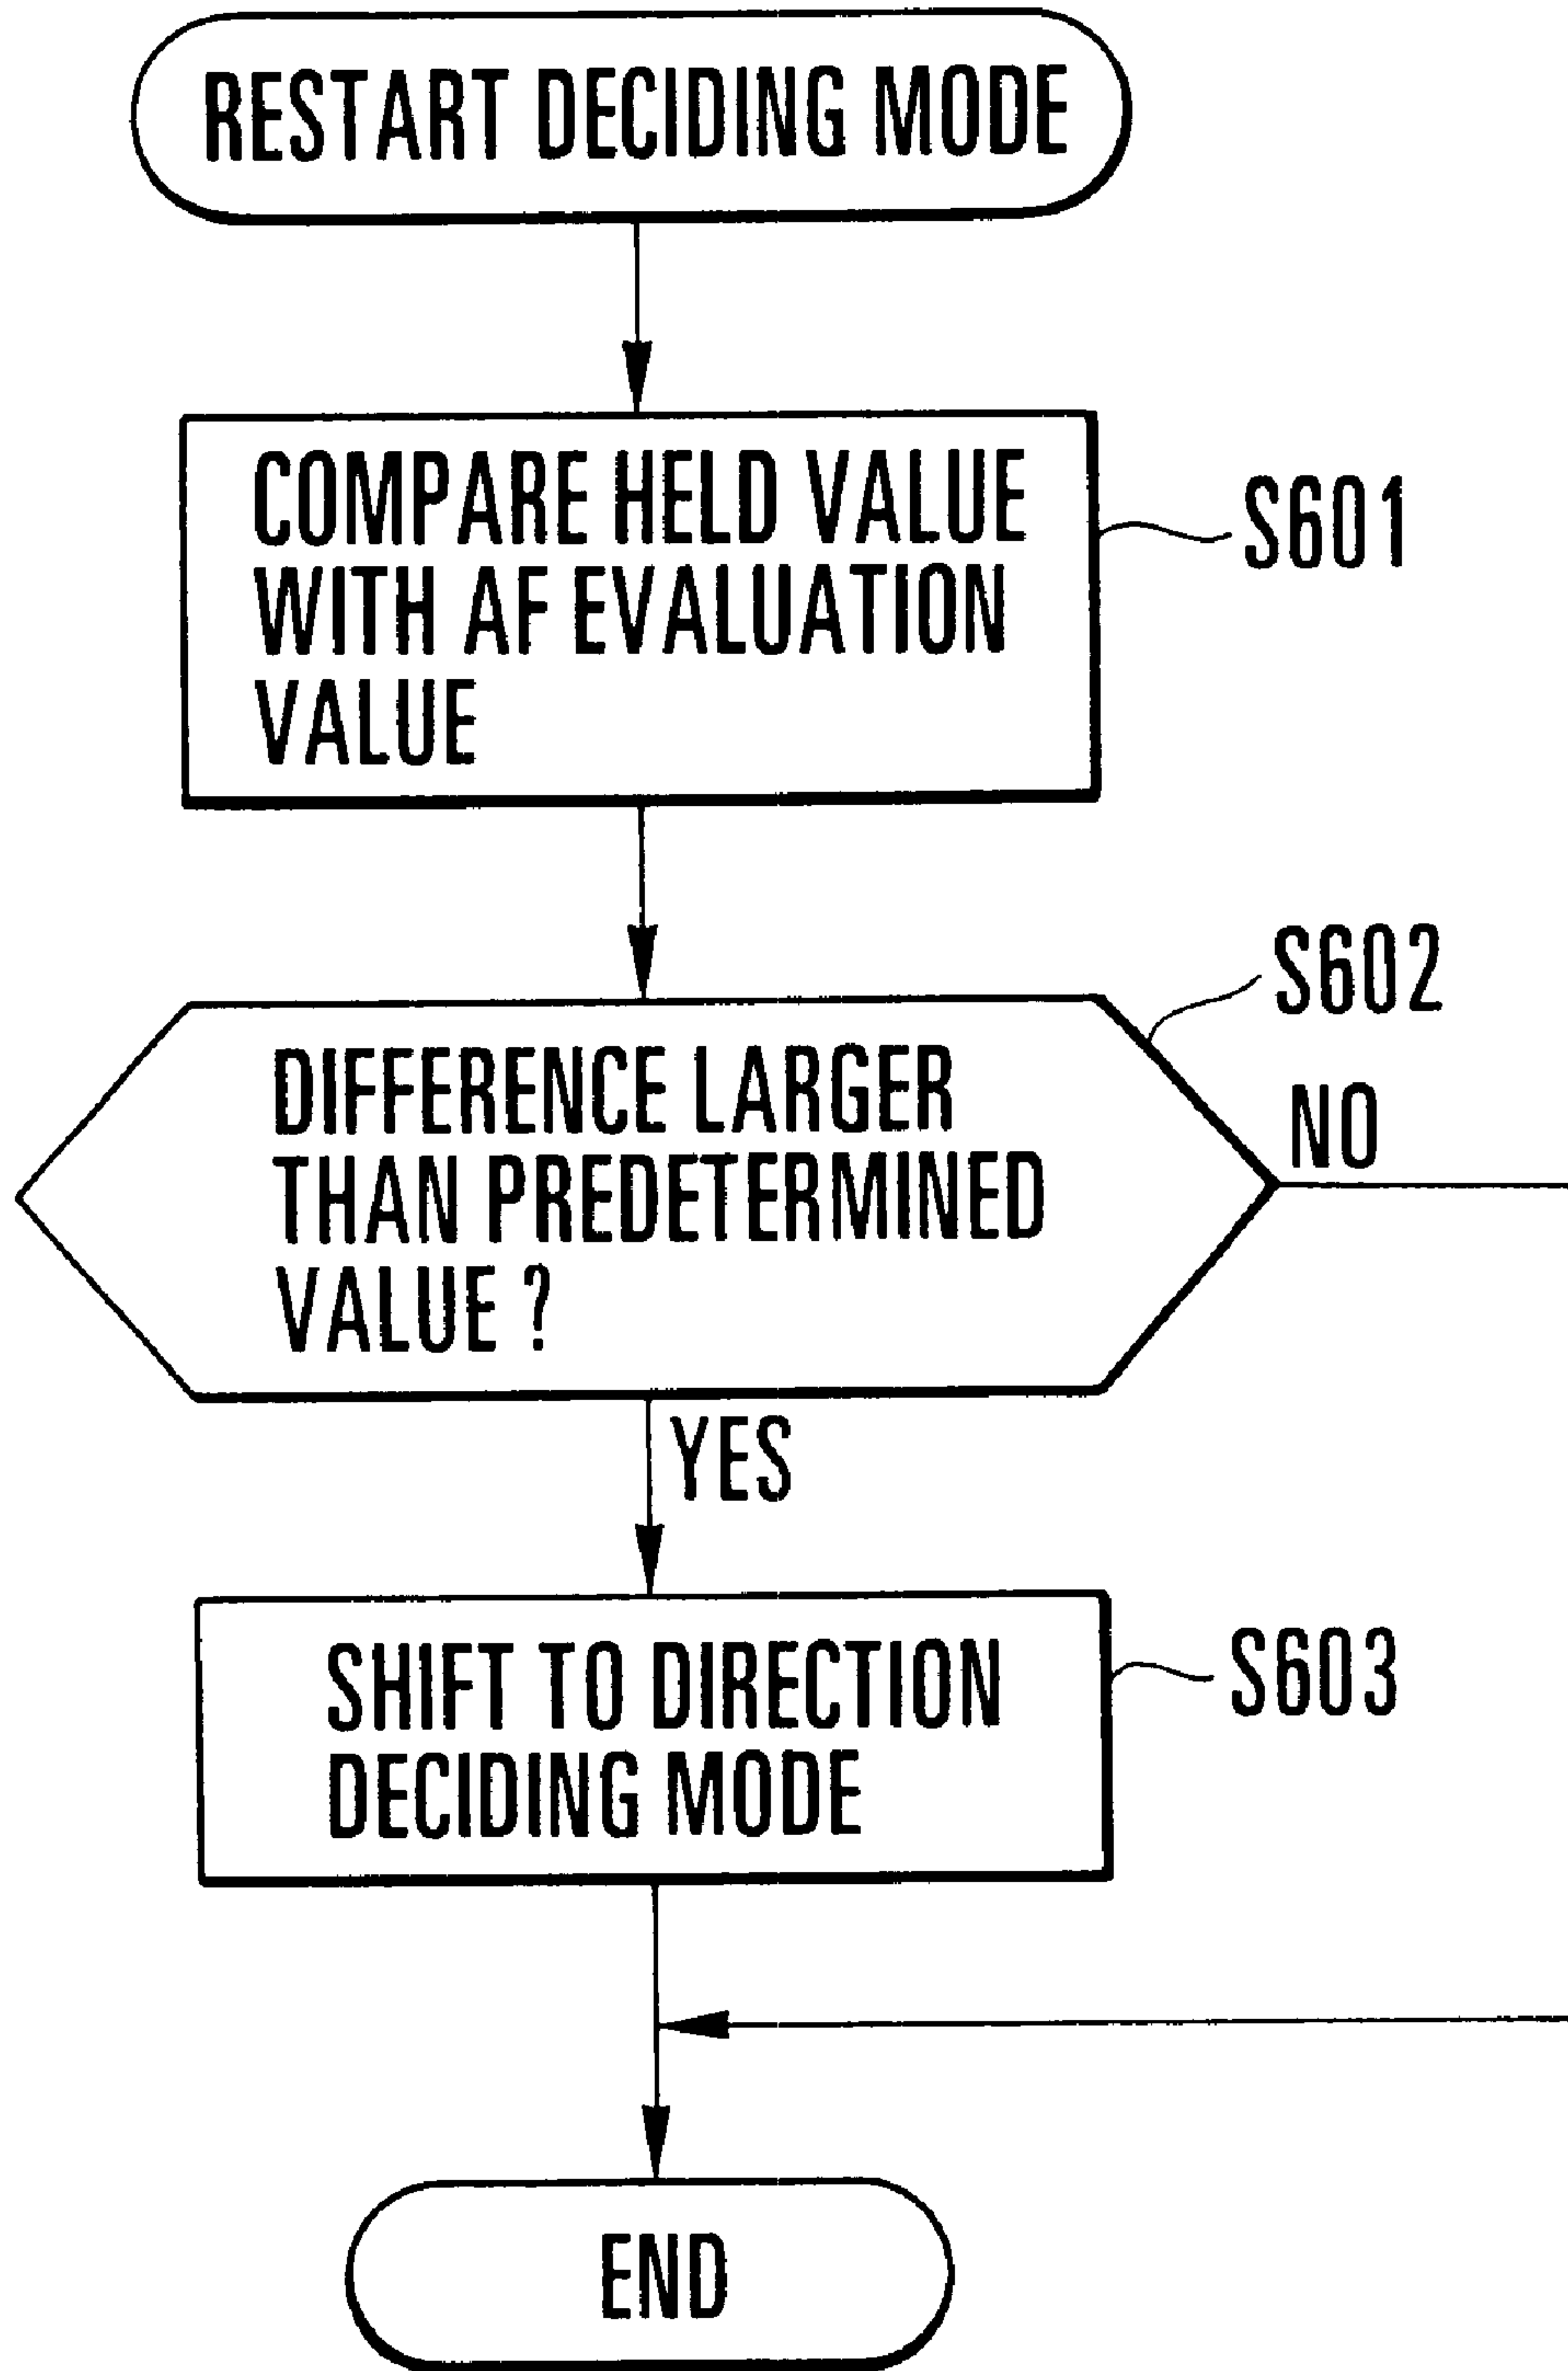 RESTART DECIDING MODE
COMPARE HELD VALUE
WITH AF EVALUATION
VALUE
S601
S602
DIFFERENCE LARGER
THAN PREDETERMINED
VALUE ?
NO
YES
SHIFT TO DIRECTION
DECIDING MODE
S603
END